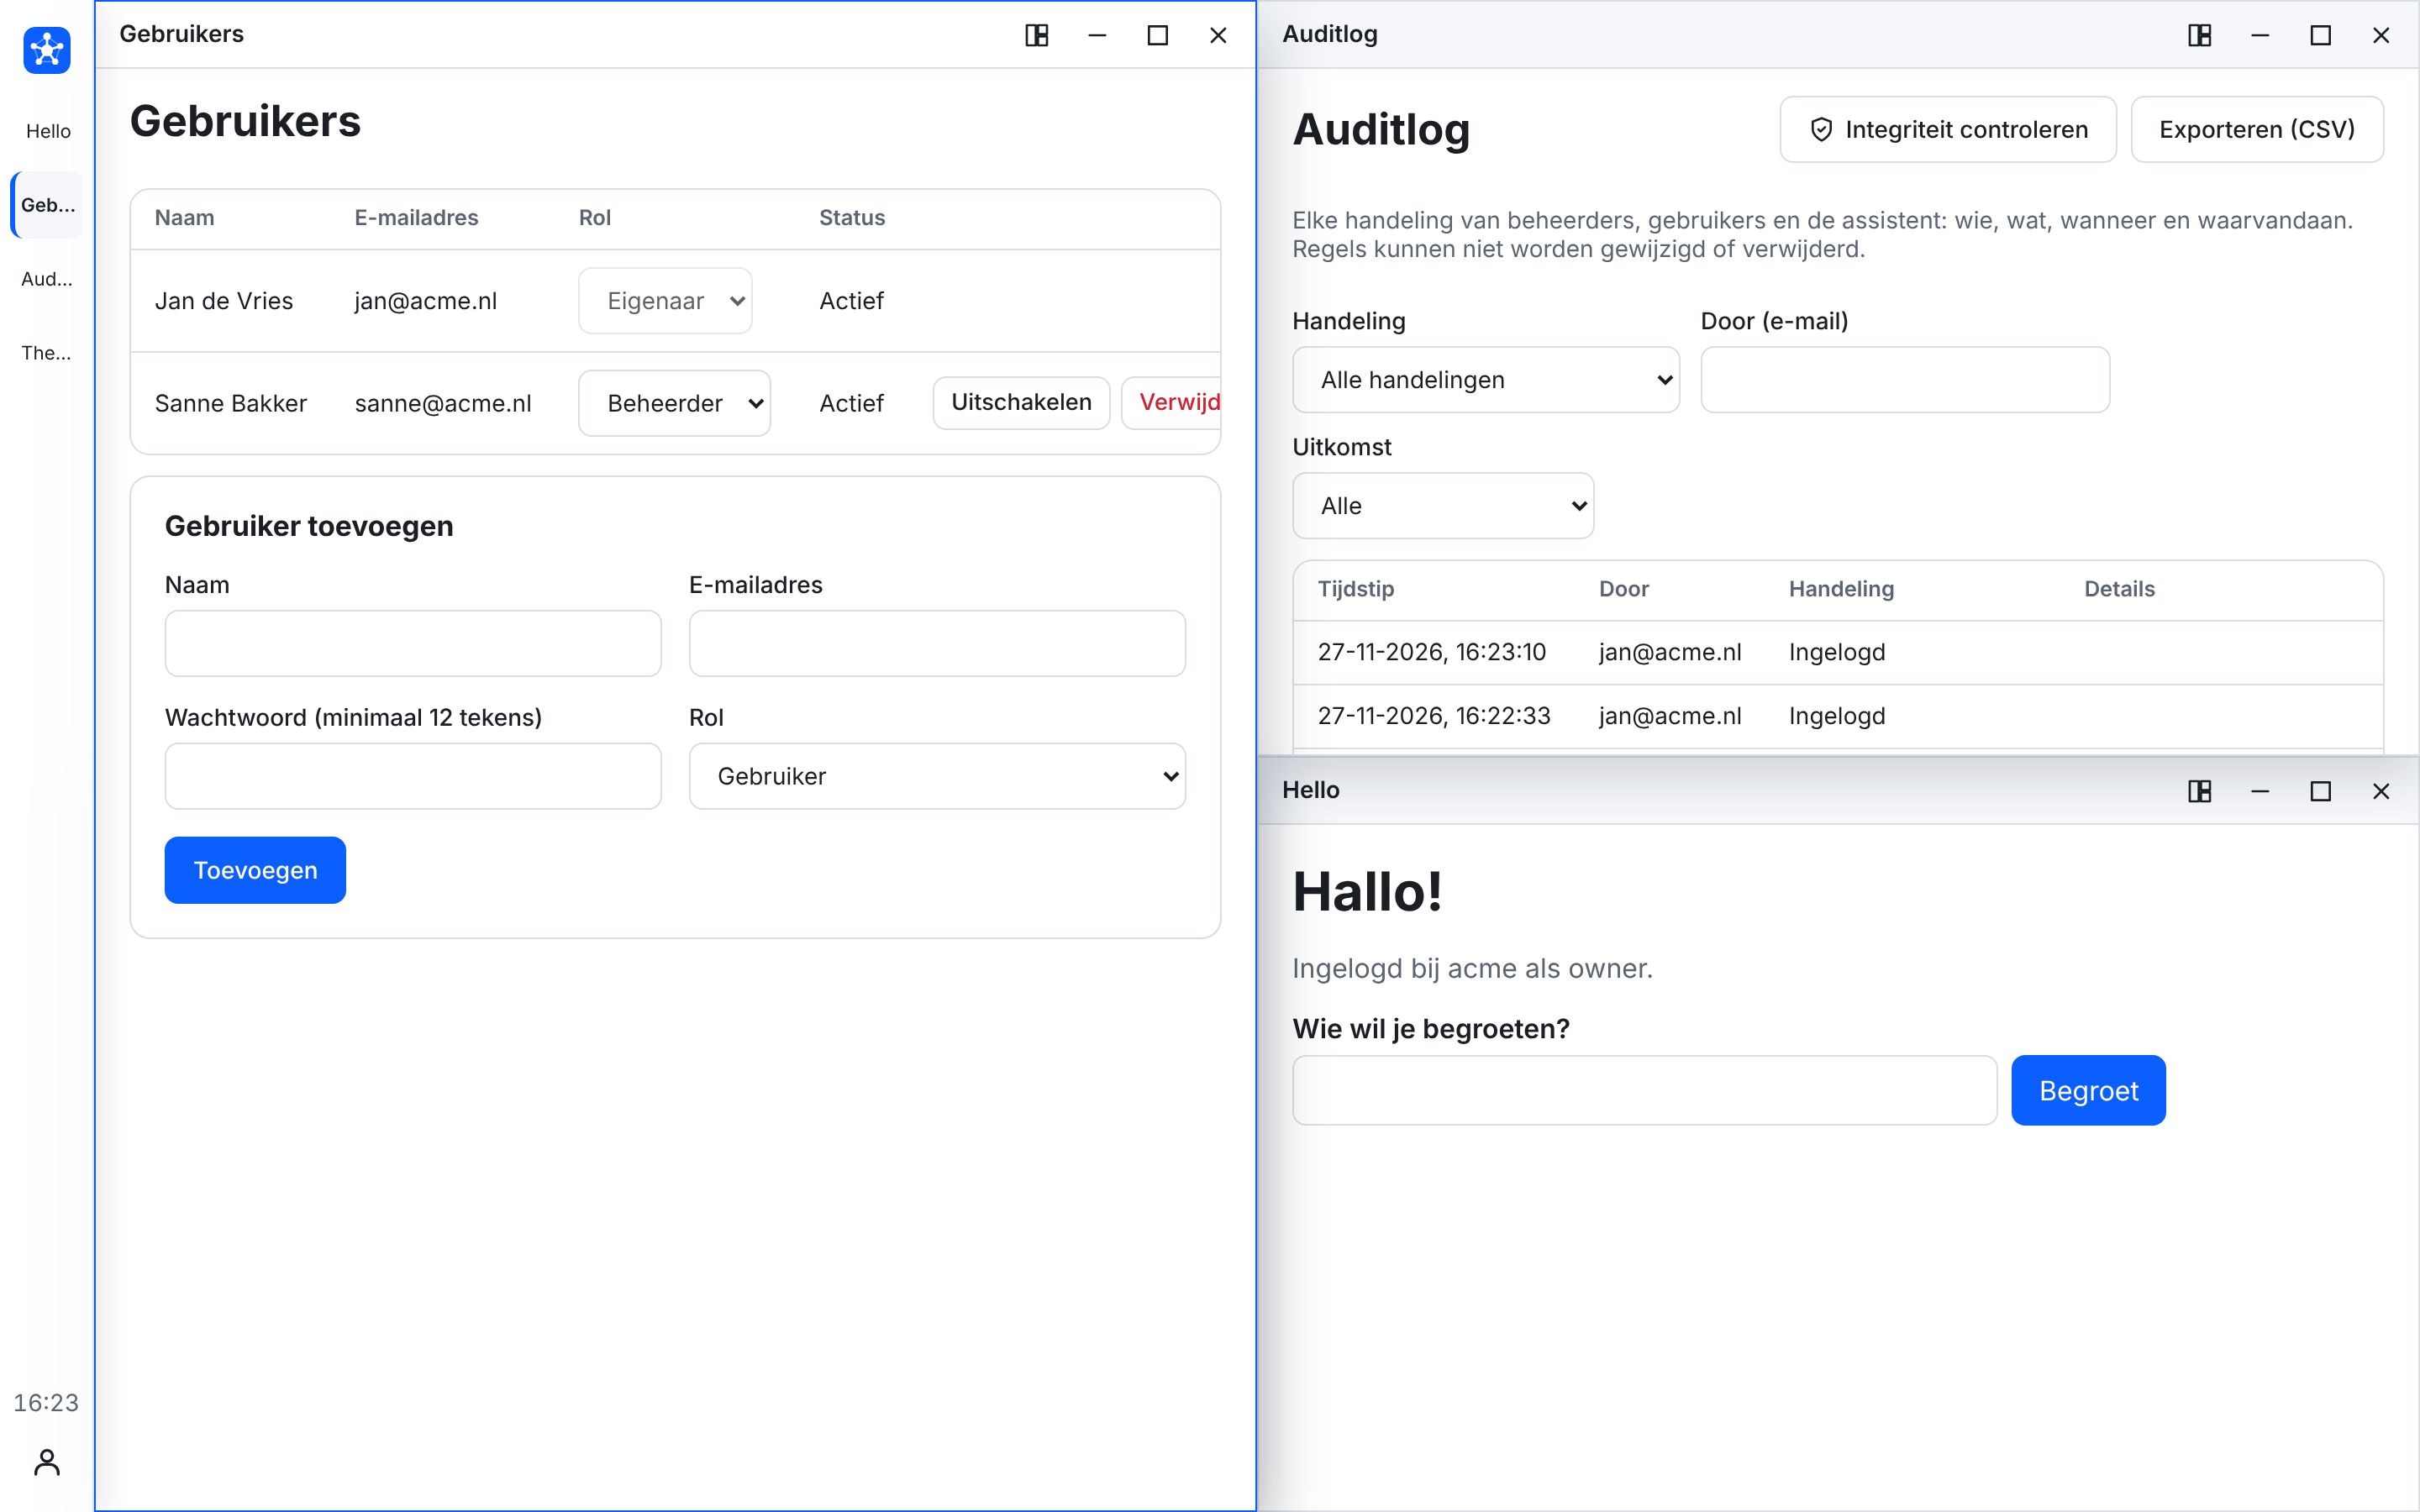 Hello
Geb...
Aud...
The...
16:23
Gebruikers
Gebruikers
Naam E-mailadres Rol Status
Jan de Vries jan@acme.nl Eigenaar Actief
Sanne Bakker sanne@acme.nl Beheerder Actief Uitschakelen Verwijd
Gebruiker toevoegen
Naam E-mailadres
Wachtwoord (minimaal 12 tekens) Rol
Gebruiker
Toevoegen
Auditlog
Auditlog
Integriteit controleren Exporteren (CSV)
Elke handeling van beheerders, gebruikers en de assistent: wie, wat, wanneer en waarvandaan.
Regels kunnen niet worden gewijzigd of verwijderd.
Handeling Door (e-mail)
Alle handelingen
Uitkomst
Alle
Tijdstip Door Handeling Details
27-11-2026, 16:23:10 jan@acme.nl Ingelogd
27-11-2026, 16:22:33 jan@acme.nl Ingelogd
Hello
Hallo!
Ingelogd bij acme als owner.
Wie wil je begroeten?
Begroet